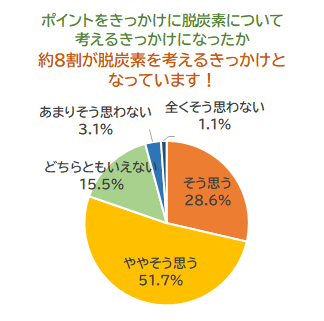 ポイントをきっかけに脱炭素について
考えるきっかけになったか
約8割が脱炭素を考えるきっかけと
なっています！
あまりそう思わない
3.1%
全くそう思わない
1.1%
どちらともいえない
15.5%
そう思う
28.6%
ややそう思う
51.7%